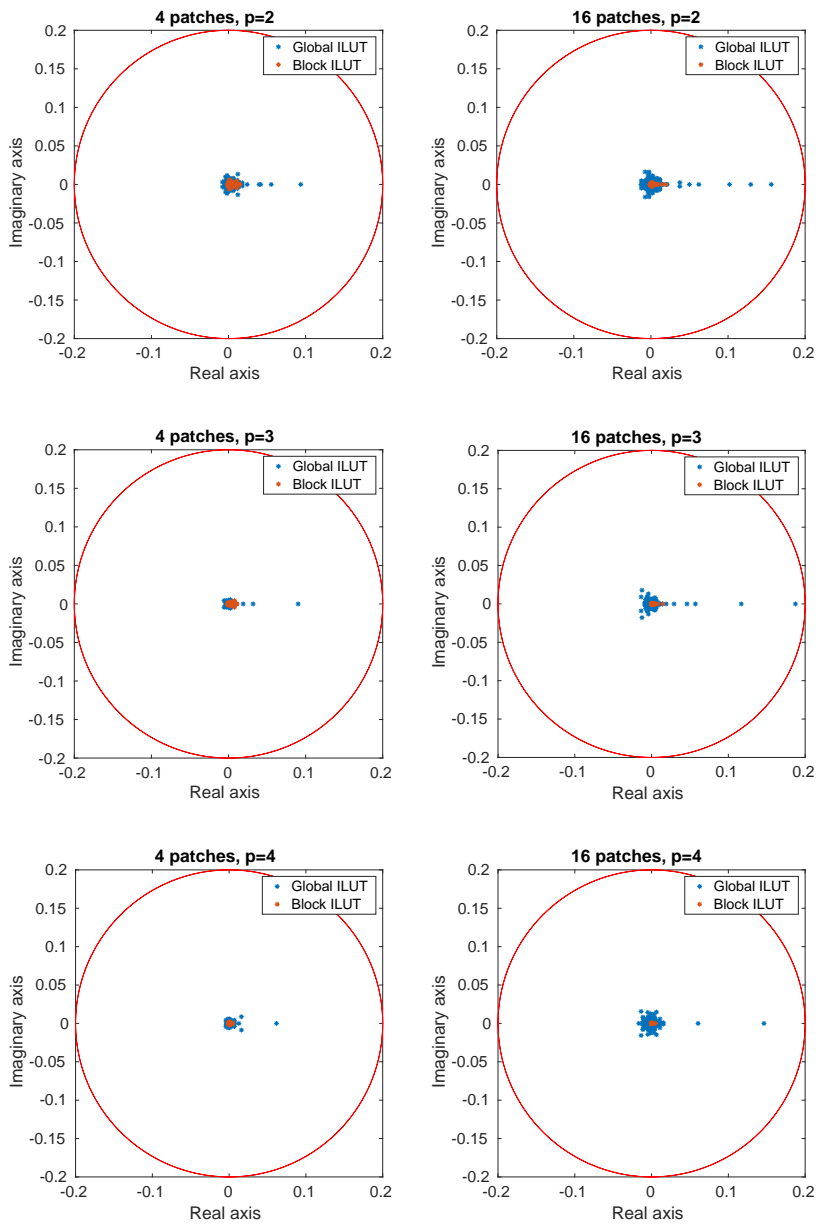 4 patches, p=2
0.2
0.15
0.1
0.05
0
-0.05
-0.1
-0.15
-0.2
-0.2
-0.1
0
0.1
0.2
Real axis
Imaginary axis
Global ILUT
Block ILUT
16 patches, p=2
0.2
0.15
0.1
0.05
0
-0.05
-0.1
-0.15
-0.2
-0.2
-0.1
0
0.1
0.2
Real axis
Imaginary axis
Global ILUT
Block ILUT
4 patches, p=3
0.2
0.15
0.1
0.05
0
-0.05
-0.1
-0.15
-0.2
-0.2
-0.1
0
0.1
0.2
Real axis
Imaginary axis
Global ILUT
Block ILUT
16 patches, p=3
0.2
0.15
0.1
0.05
0
-0.05
-0.1
-0.15
-0.2
-0.2
-0.1
0
0.1
0.2
Real axis
Imaginary axis
Global ILUT
Block ILUT
4 patches, p=4
0.2
0.15
0.1
0.05
0
-0.05
-0.1
-0.15
-0.2
-0.2
-0.1
0
0.1
0.2
Real axis
Imaginary axis
Global ILUT
Block ILUT
16 patches, p=4
0.2
0.15
0.1
0.05
0
-0.05
-0.1
-0.15
-0.2
-0.2
-0.1
0
0.1
0.2
Real axis
Imaginary axis
Global ILUT
Block ILUT